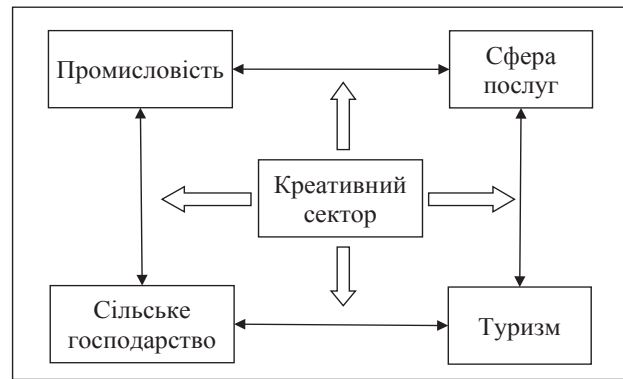 Промисловість
Сфера
послуг
Креативний
сектор
Сільське
господарство
Туризм